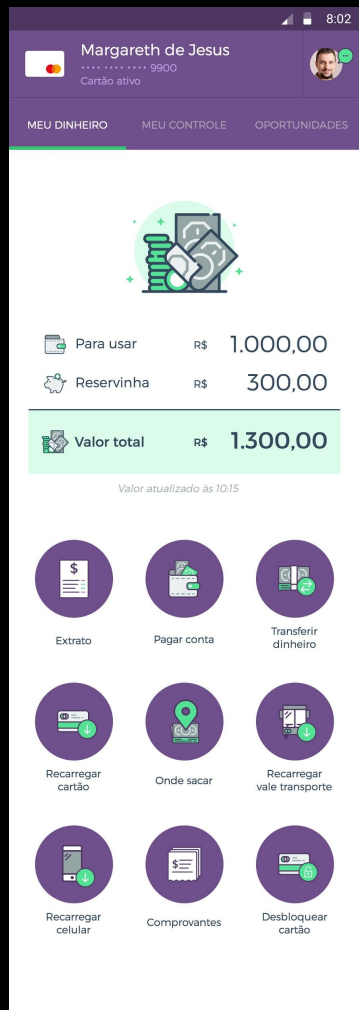 8:02
Margareth de Jesus
···· ···· ···· 9900
Cartão ativo
MEU DINHEIRO MEU CONTROLE OPORTUNIDADES
Para usar R$ 1.000,00
Reservinha R$ 300,00
Valor total R$ 1.300,00
Valor atualizado às 10:15
$
Extrato Pagar conta Transferir
dinheiro
Recarregar
cartão
Onde sacar
Recarregar
vale transporte
$
Recarregar
celular
Comprovantes
Desbloquear
cartão